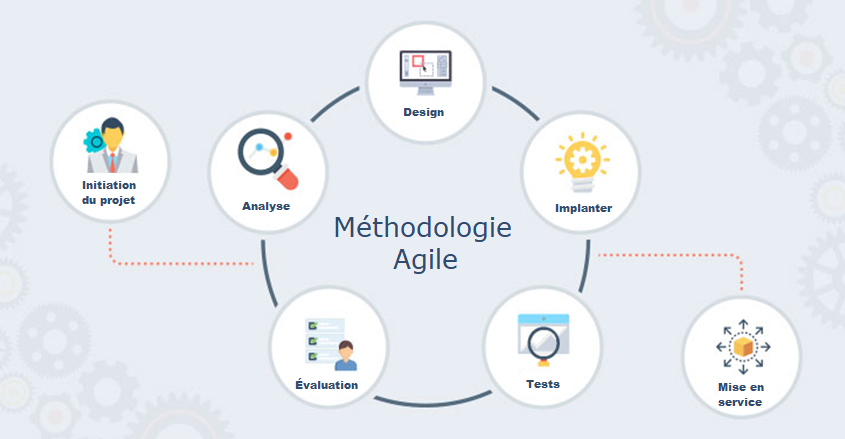 Design
Initiation
du projet
Analyse
Implanter
Méthodologie
Agile
Évaluation
Tests
Mise en
service